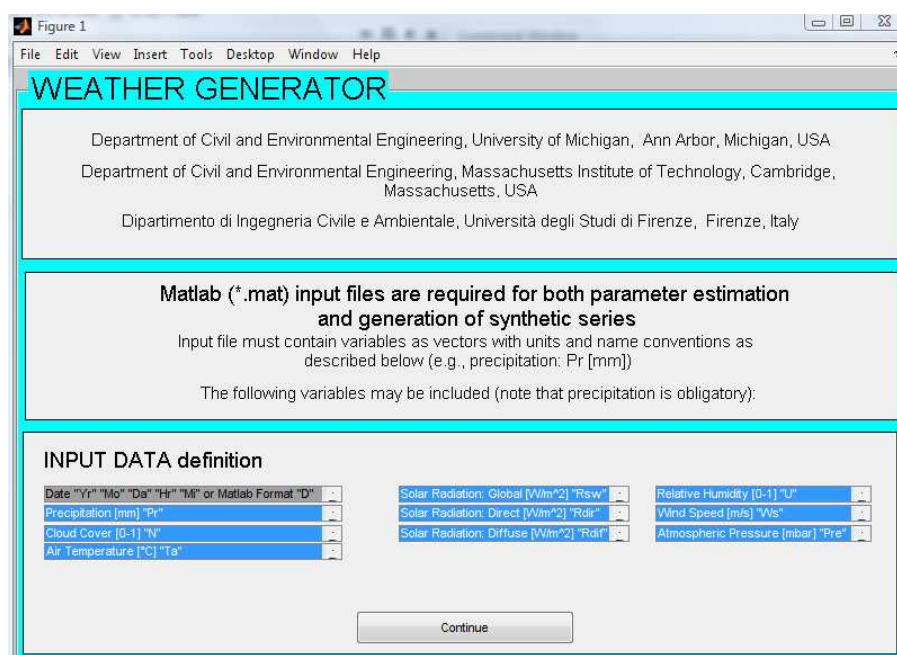 Figure 1
File Edit View Insert Tools Desktop Window Help
WEATHER GENERATOR
Department of Civil and Environmental Engineering, University of Michigan, Ann Arbor, Michigan, USA
Department of Civil and Environmental Engineering, Massachusetts Institute of Technology, Cambridge,
Massachusetts, USA
Dipartimento di Ingegneria Civile e Ambientale, Università degli Studi di Firenze, Firenze, Italy
Matlab (*.mat) input files are required for both parameter estimation
and generation of synthetic series
Input file must contain variables as vectors with units and name conventions as
described below (e.g., precipitation: Pr [mm])
The following variables may be included (note that precipitation is obligatory):
INPUT DATA definition
Date "Yr" "Mo" "Da" "Hr" "Mi" or Matlab Format "D"
Precipitation [mm] "Pr"
Cloud Cover [0-1] "N"
Air Temperature [°C] "Ta"
Solar Radiation: Global [W/m^2] "Rsw"
Solar Radiation: Direct [W/m^2] "Rdir"
Solar Radiation: Diffuse [W/m^2] "Rdif"
Relative Humidity [0-1] "U"
Wind Speed [m/s] "Ws"
Atmospheric Pressure [mbar] "Pre"
Continue